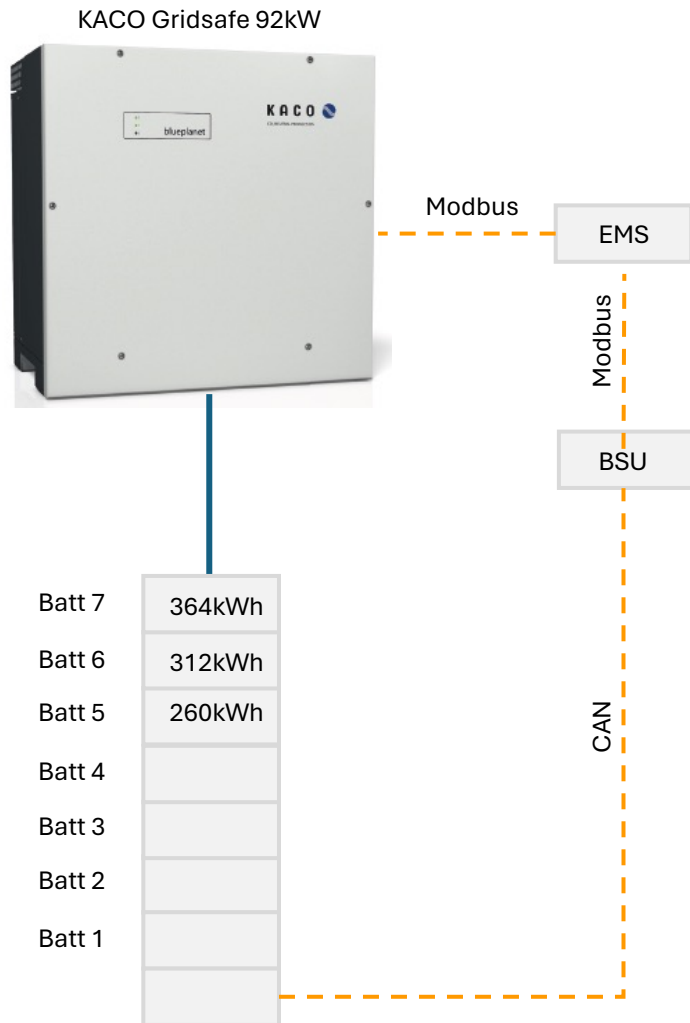 KACO Gridsafe 92kW
KACO
blueplanet
Modbus
EMS
Modbus
BSU
Batt 7 364kWh
Batt 6 312kWh
Batt 5 260kWh
Batt 4
Batt 3
Batt 2
Batt 1
CAN